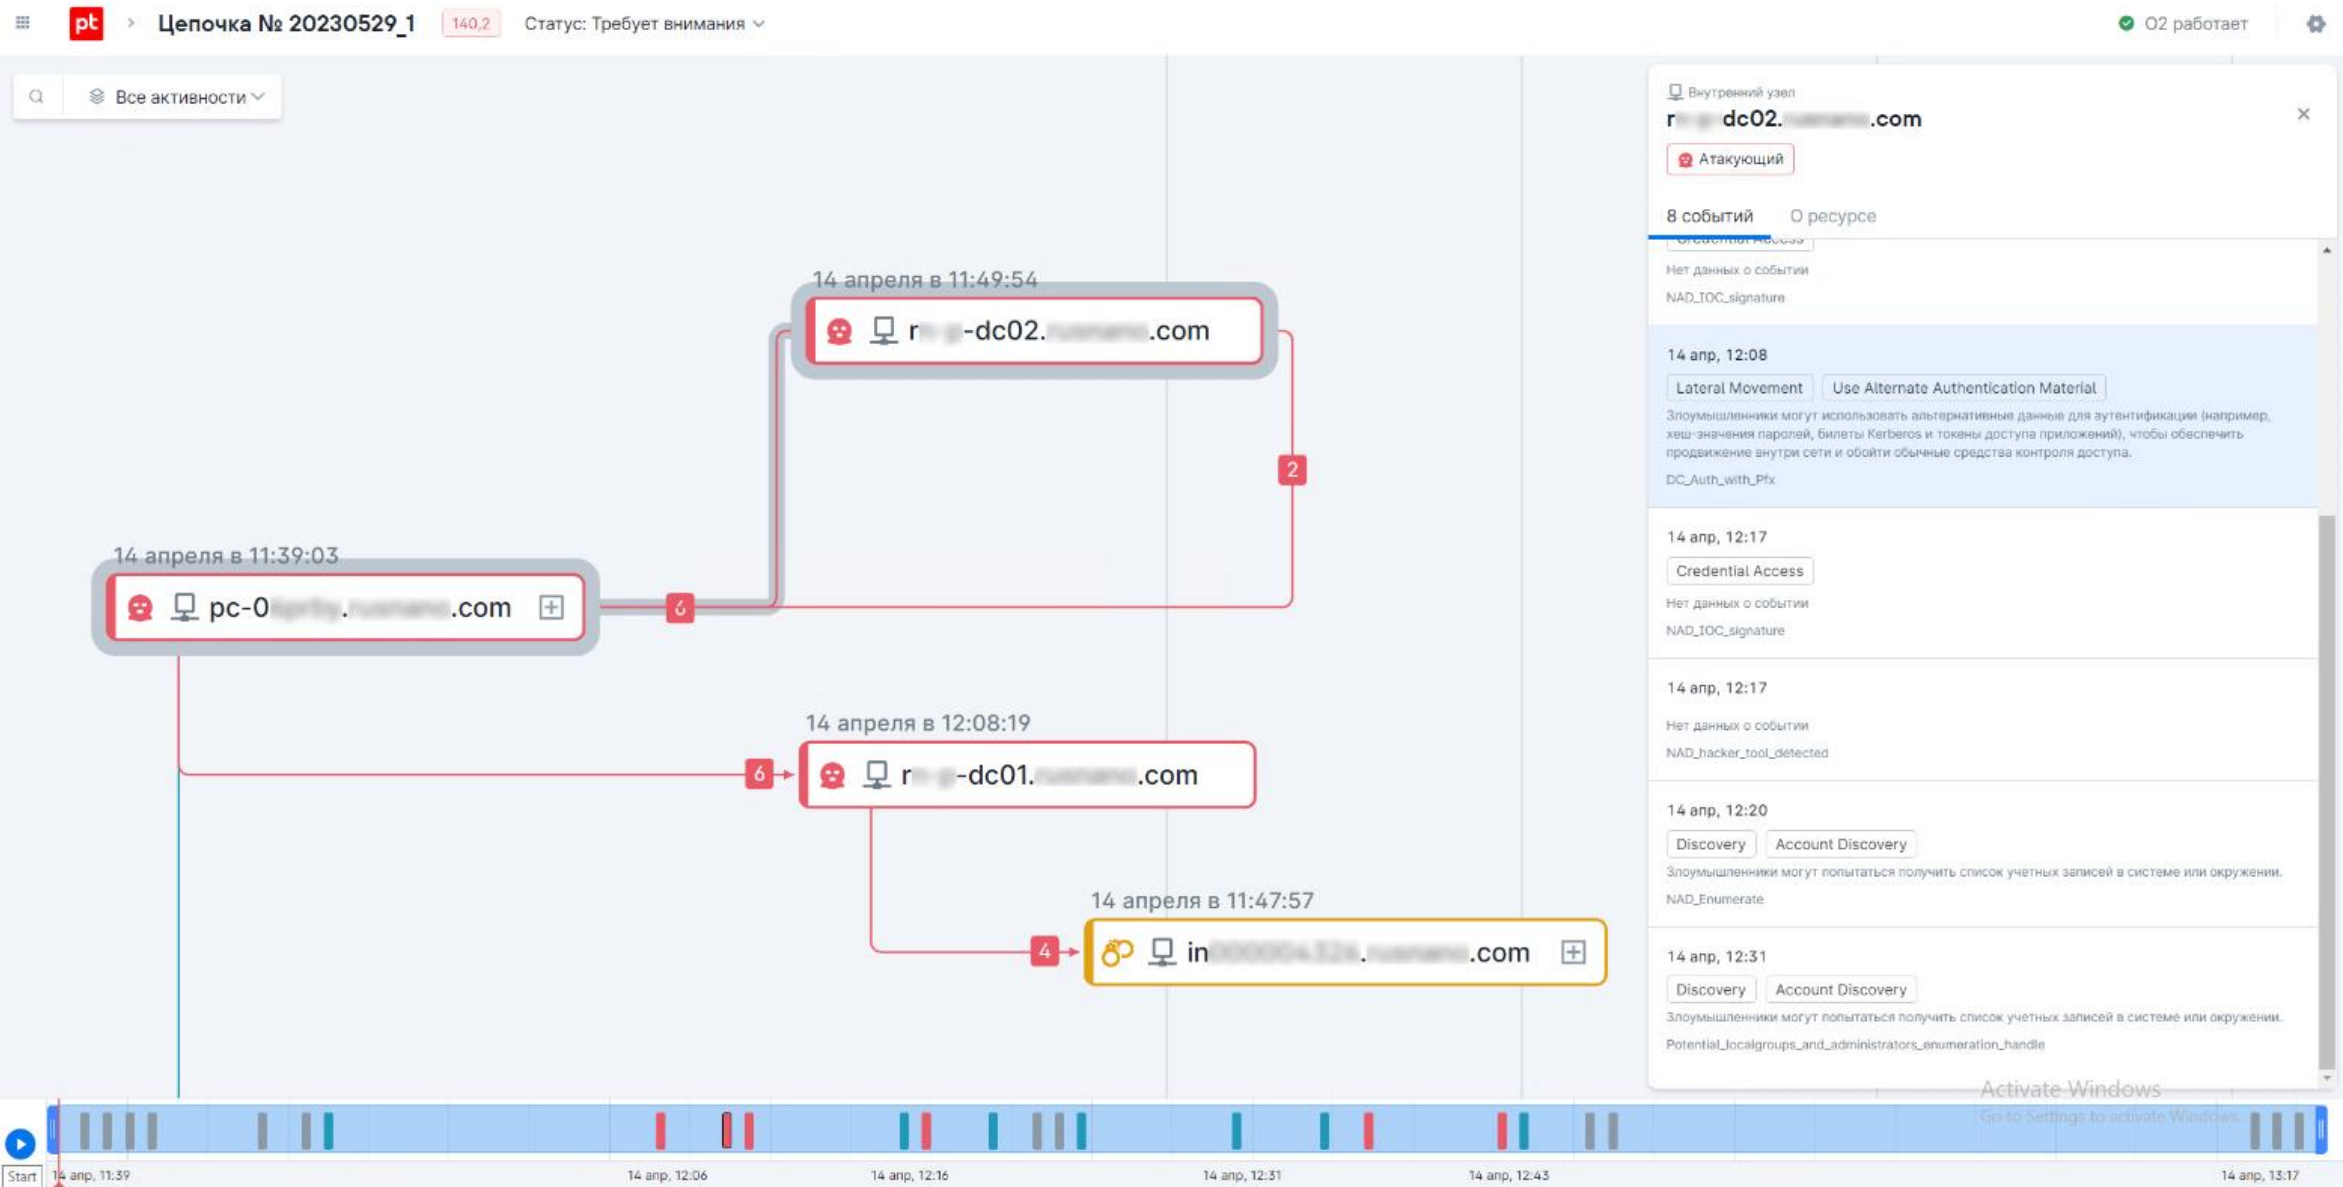 pt > Цепочка № 20230529_1 140,2 Статус: Требует внимания
O2 работает
Все активности
14 апреля в 11:49:54
r -dc02. .com
2
14 апреля в 11:39:03
pc-0 . .com
6
14 апреля в 12:08:19
6
r -dc01. .com
14 апреля в 11:47:57
4
in . .com
Внутренний узел
r dc02. .com
Атакующий
8 событий О ресурсе
Credential Access
Нет данных о событии
NAD_IOC_signature
14 апр, 12:08
Lateral Movement Use Alternate Authentication Material
Злоумышленники могут использовать альтернативные данные для аутентификации (например,
хеш-значения паролей, билеты Kerberos и токены доступа приложений), чтобы обеспечить
продвижение внутри сети и обойти обычные средства контроля доступа.
DC_Auth_with_Pfx
14 апр, 12:17
Credential Access
Нет данных о событии
NAD_IOC_signature
14 апр, 12:17
Нет данных о событии
NAD_hacker_tool_detected
14 апр, 12:20
Discovery Account Discovery
Злоумышленники могут попытаться получить список учетных записей в системе или окружении.
NAD_Enumerate
14 апр, 12:31
Discovery Account Discovery
Злоумышленники могут попытаться получить список учетных записей в системе или окружении.
Potential_localgroups_and_administrators_enumeration_handle
Activate Windows
Go to Settings to activate Windows.
Start 14 апр, 11:39 14 апр, 12:06 14 апр, 12:16 14 апр, 12:31 14 апр, 12:43 14 апр, 13:17